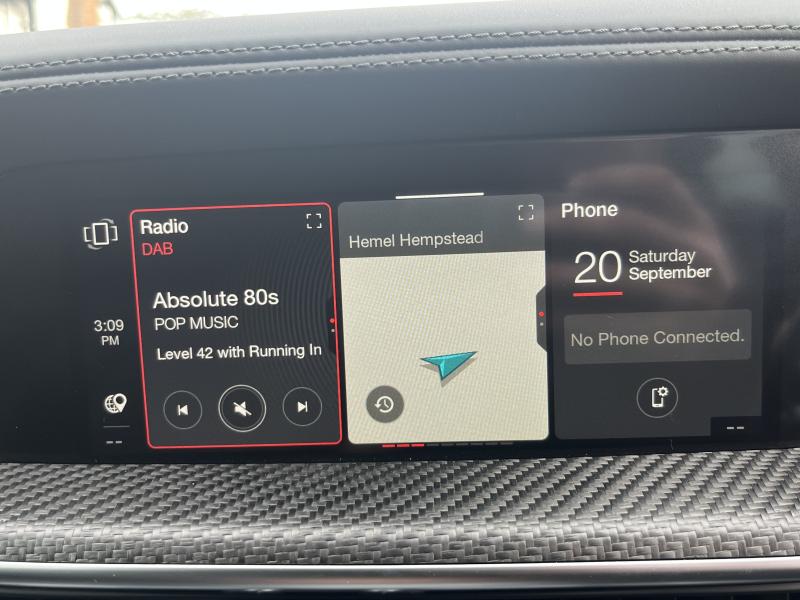 Radio
DAB
Absolute 80s
POP MUSIC
Level 42 with Running In
3:09
PM
--
Hemel Hempstead
Phone
20 Saturday
September
No Phone Connected.
--